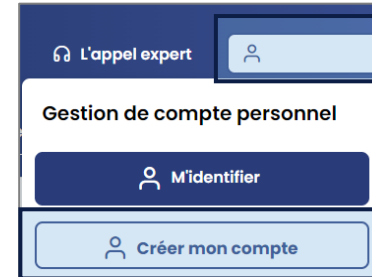 L'appel expert
Gestion de compte personnel
M'identifier
Créer mon compte